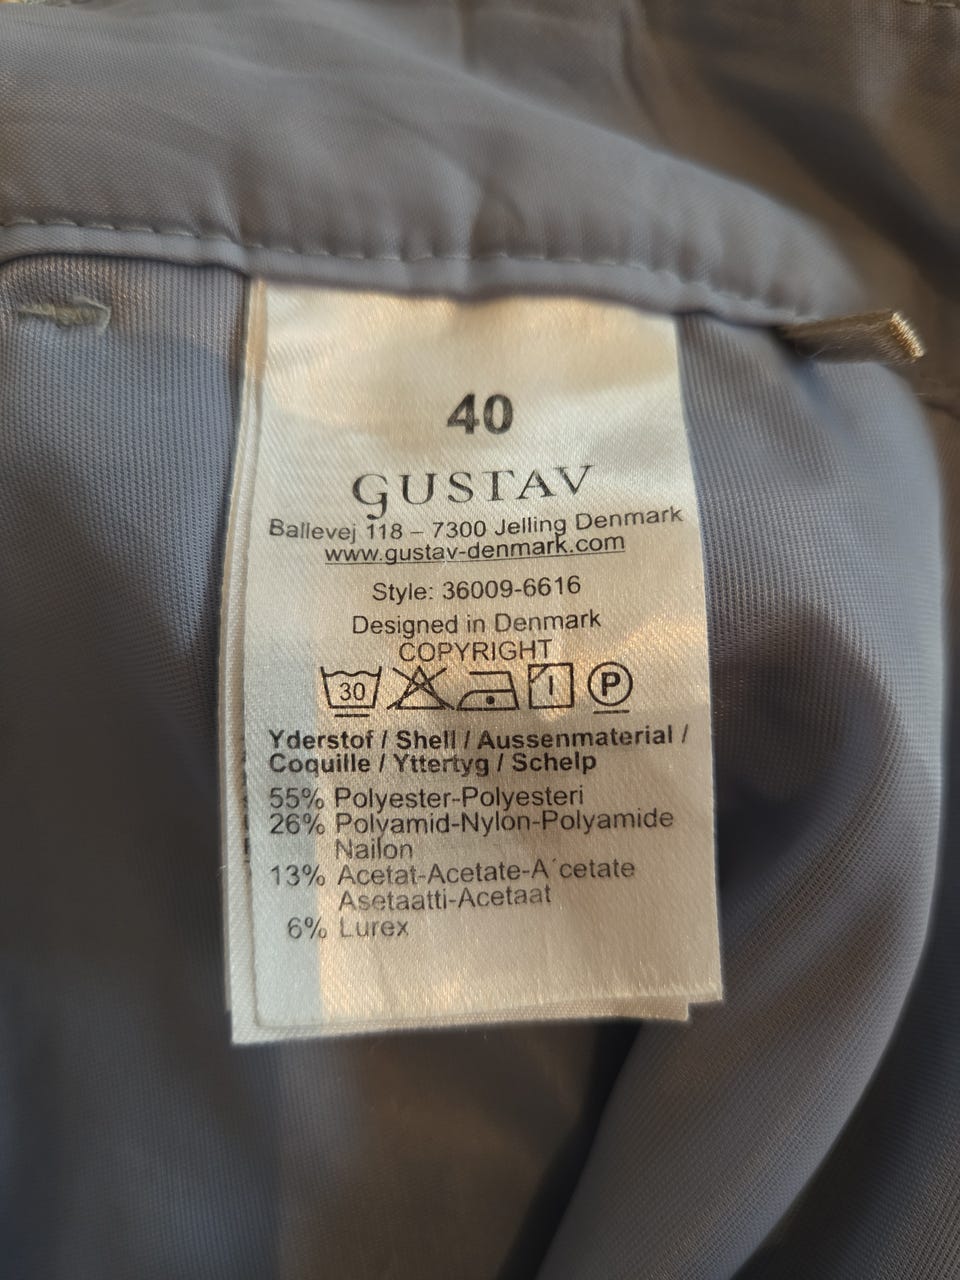 40
GUSTAV
Ballevej 118 – 7300 Jelling Denmark
www.gustav-denmark.com
Style: 36009-6616
Designed in Denmark
COPYRIGHT
30 I P
Yderstof / Shell / Aussenmaterial /
Coquille / Yttertyg / Schelp
55% Polyester-Polyesteri
26% Polyamid-Nylon-Polyamide
Nailon
13% Acetat-Acetate-A´cetate
Asetaatti-Acetaat
6% Lurex